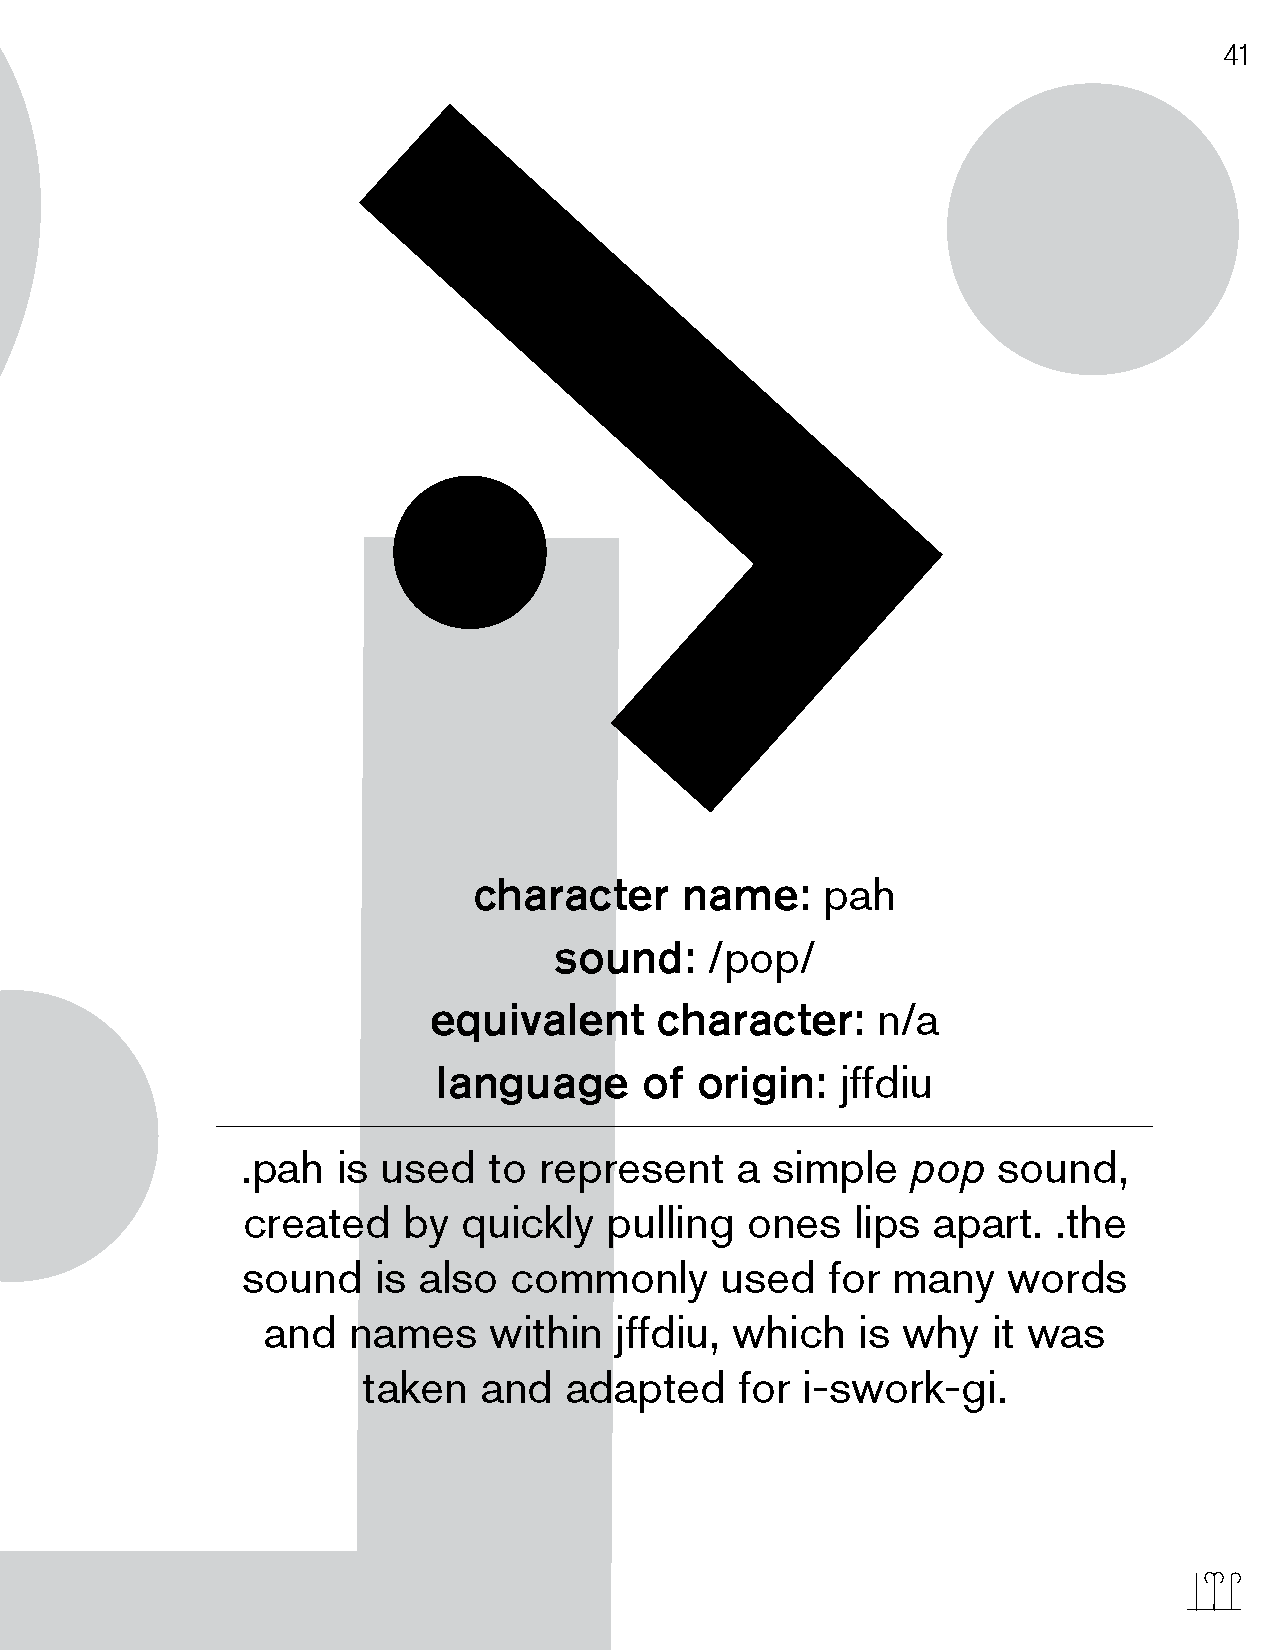 41
character name: pah
sound: /pop/
equivalent character: n/a
language of origin: jffdiu
.pah is used to represent a simple pop sound,
created by quickly pulling ones lips apart. .the
sound is also commonly used for many words
and names within jffdiu, which is why it was
taken and adapted for i-swork-gi.